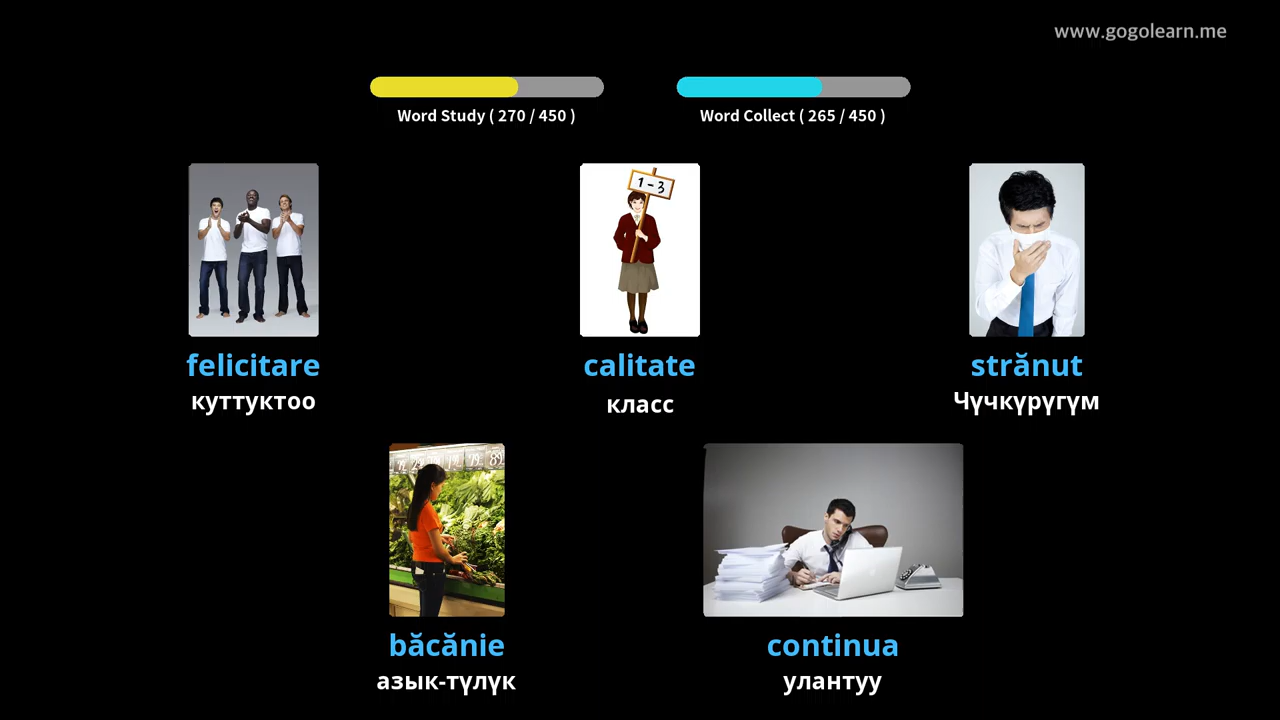 www.gogolearn.me
Word Study ( 270 / 450 )
Word Collect ( 265 / 450 )
1 - 3
felicitare
куттуктоо
calitate
класс
strănut
Чүчкүрүгүм
băcănie
азык-түлүк
continua
улантуу